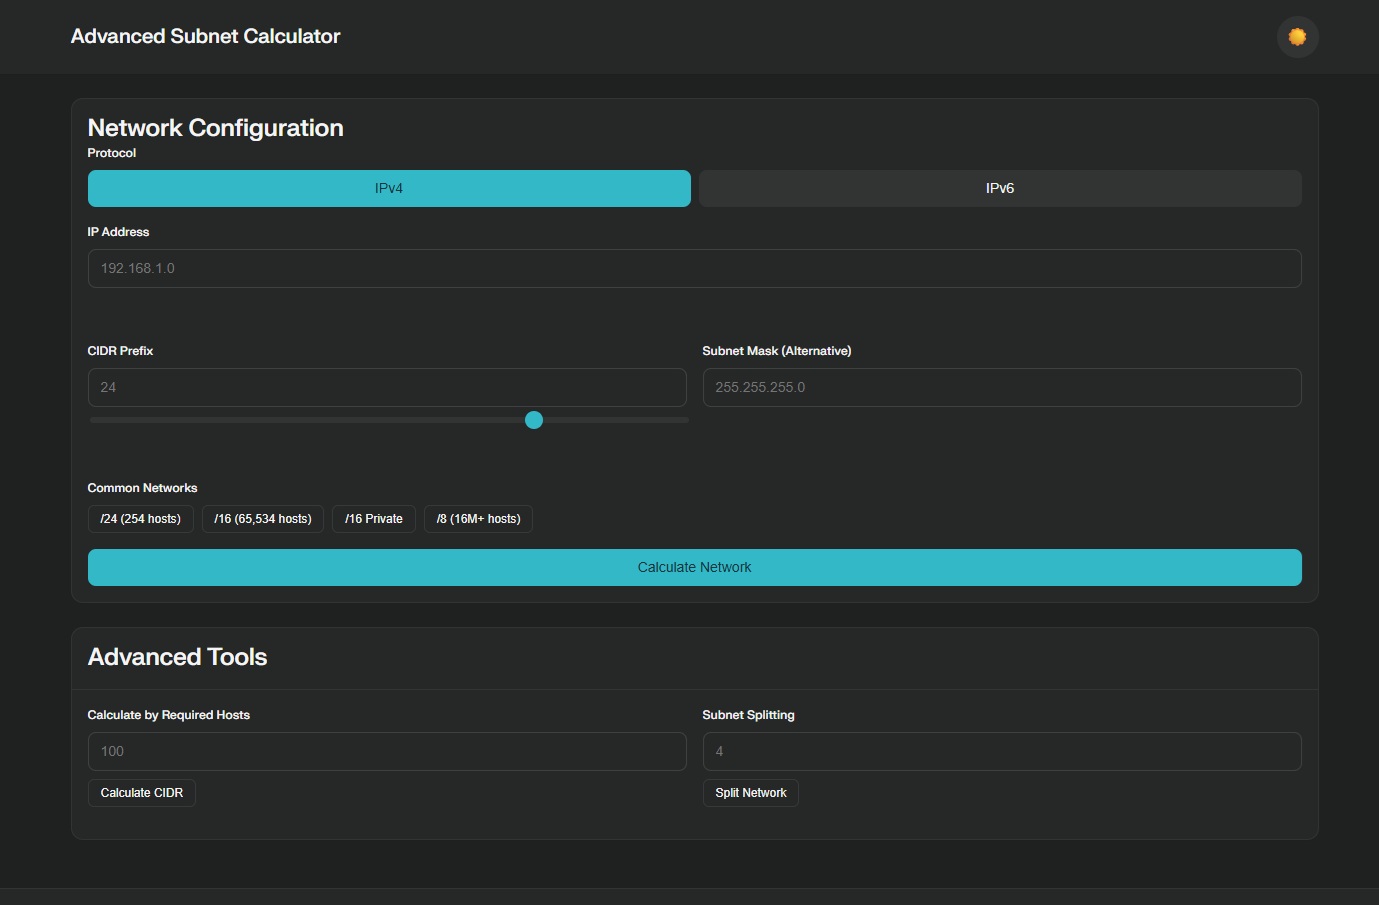 Advanced Subnet Calculator
Network Configuration
Protocol
IPv4 IPv6
IP Address
192.168.1.0
CIDR Prefix Subnet Mask (Alternative)
24 255.255.255.0
Common Networks
/24 (254 hosts) /16 (65,534 hosts) /16 Private /8 (16M+ hosts)
Calculate Network
Advanced Tools
Calculate by Required Hosts Subnet Splitting
100 4
Calculate CIDR Split Network